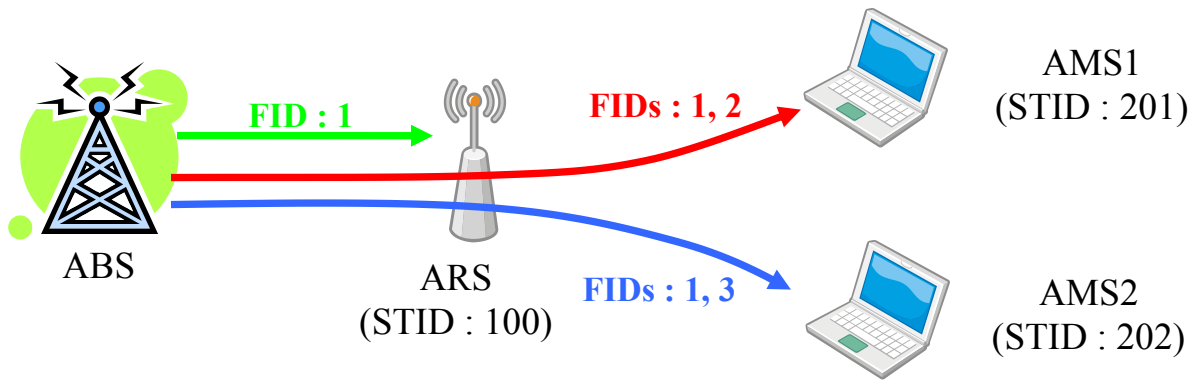 FID : 1
FIDs : 1, 2
AMS1
(STID : 201)
ABS
ARS
(STID : 100)
FIDs : 1, 3
AMS2
(STID : 202)